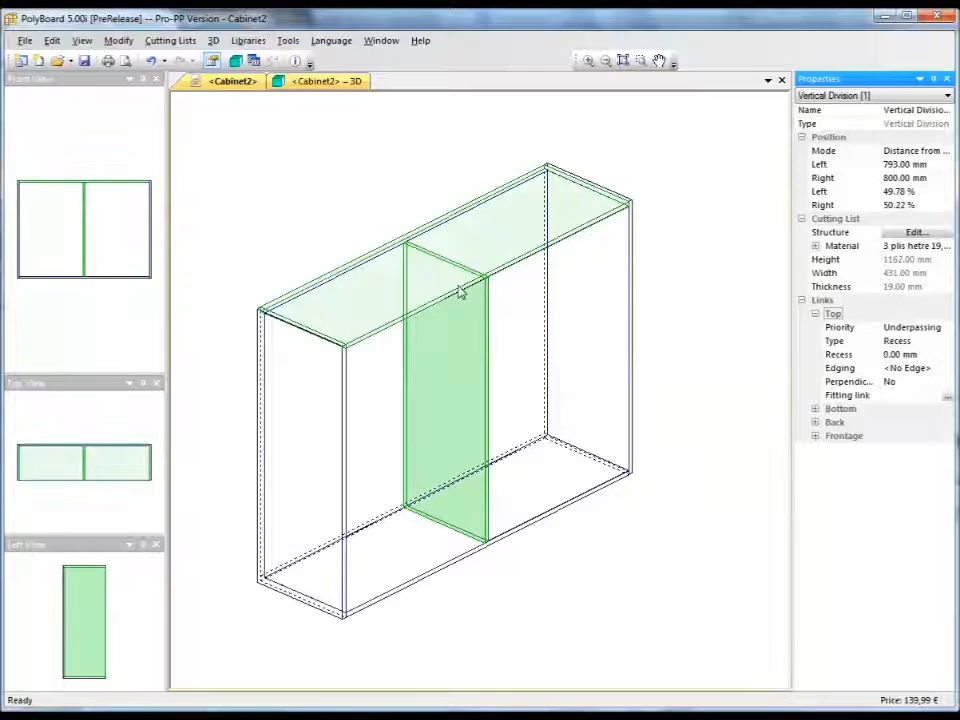 PolyBoard 5.00i [PreRelease] -- Pro-PP Version - Cabinet2
File Edit View Modify Cutting Lists 3D Libraries Tools Language Window Help
Front View
<Cabinet2>
<Cabinet2> -- 3D
Properties
Vertical Division [1]
Name Vertical Divisio...
Type Vertical Division
Position
Mode Distance from ...
Left 793.00 mm
Right 800.00 mm
Left 49.78 %
Right 50.22 %
Cutting List
Structure Edit...
Material 3 plis hetre 19,...
Height 1162.00 mm
Width 431.00 mm
Thickness 19.00 mm
Links
Top
Priority Underpassing
Type Recess
Recess 0.00 mm
Edging <No Edge>
Perpendic... No
Fitting link ...
Bottom
Back
Frontage
Top View
Left View
Ready
Price: 139,99 €